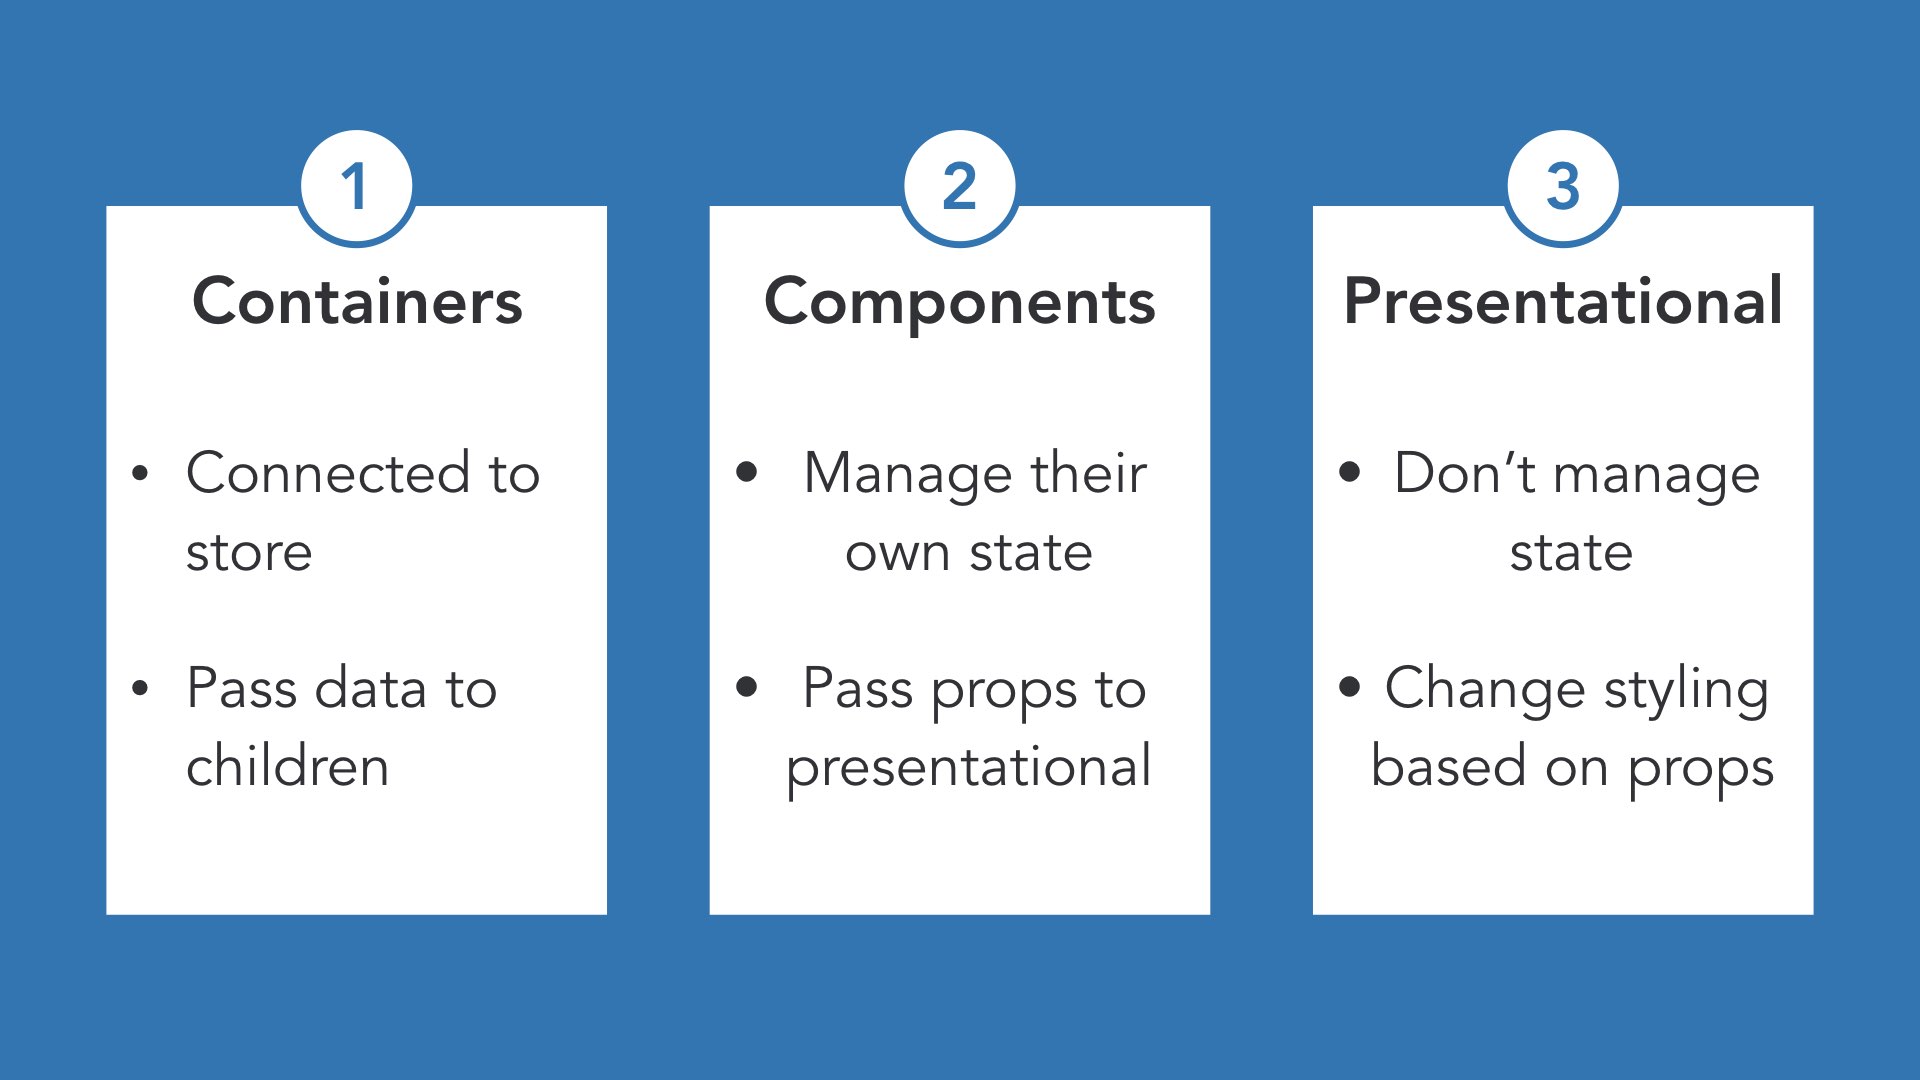 1
Containers
• Connected to
store
• Pass data to
children
2
Components
• Manage their
own state
• Pass props to
presentational
3
Presentational
• Don’t manage
state
• Change styling
based on props